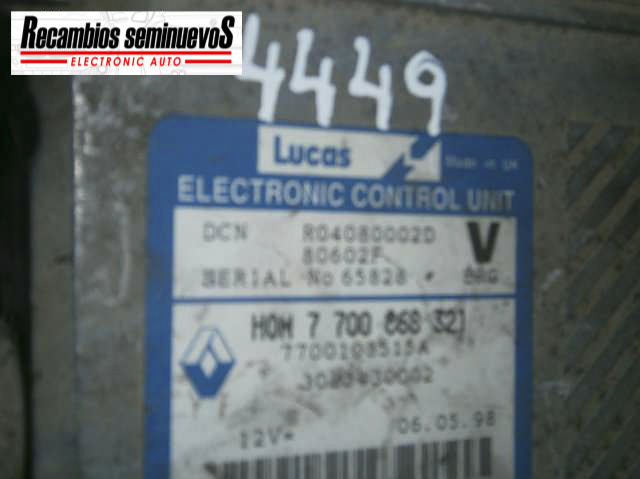 Recambios seminuevoS
ELECTRONIC AUTO
4449
Lucas
ELECTRONIC CONTROL UNIT
DCN R04080002D V
80602F
SERIAL No 65828 *
HOM 7 700 868 321
7700108515A
12V= 06.05.98